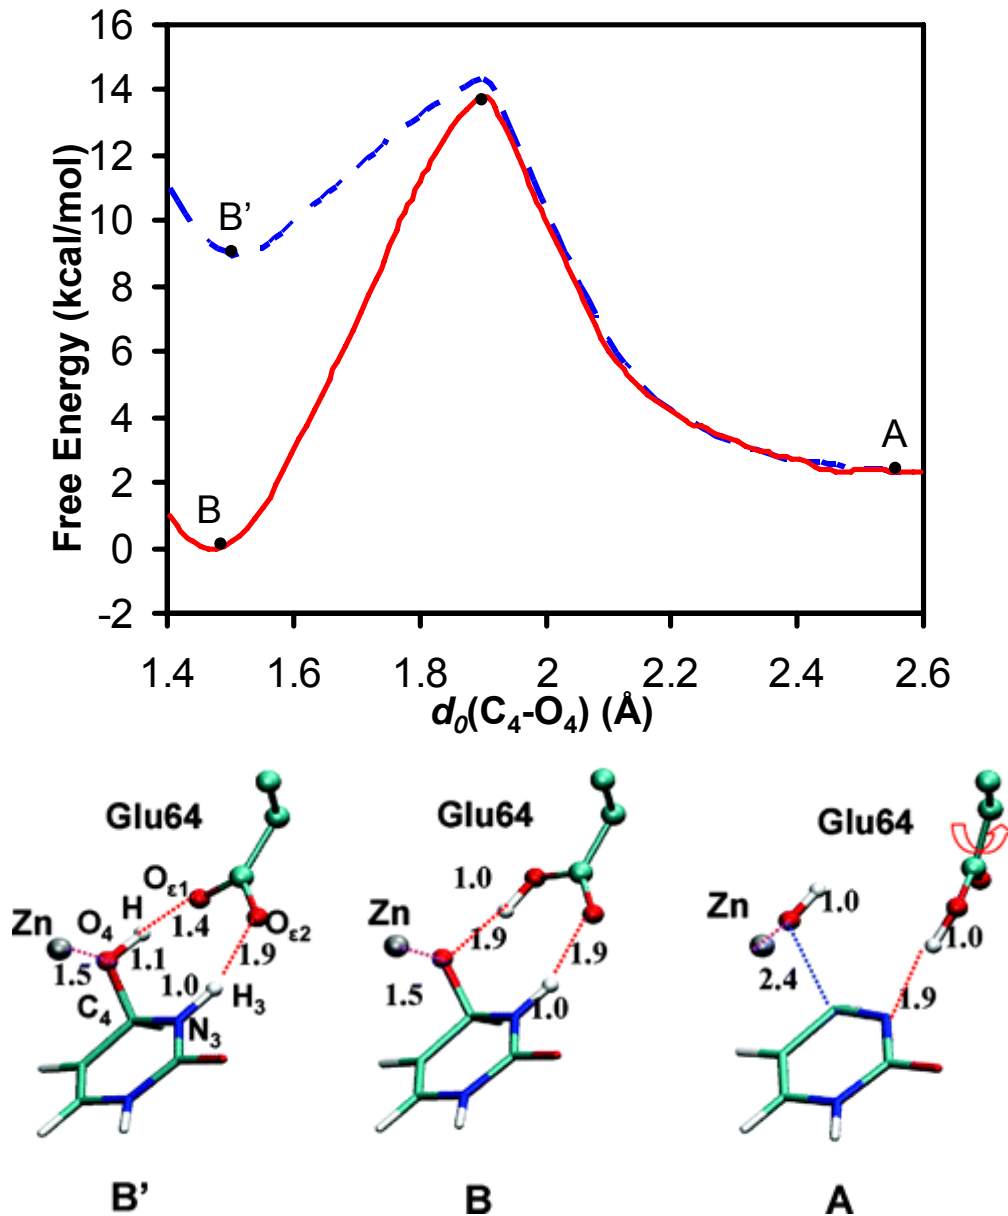 16
14
12
10
8
6
4
2
0
-2
Free Energy (kcal/mol)
B’
B
A
1.4 1.6 1.8 2 2.2 2.4 2.6
d₀(C₄-O₄) (Å)
Glu64
Oε1
H
Zn
O₄
1.4
Oε2
1.5
1.1
1.9
1.0
H₃
C₄
N₃
B’
Glu64
1.0
Zn
1.9
1.9
1.5
1.0
B
Glu64
Zn
1.0
1.0
2.4
1.9
A